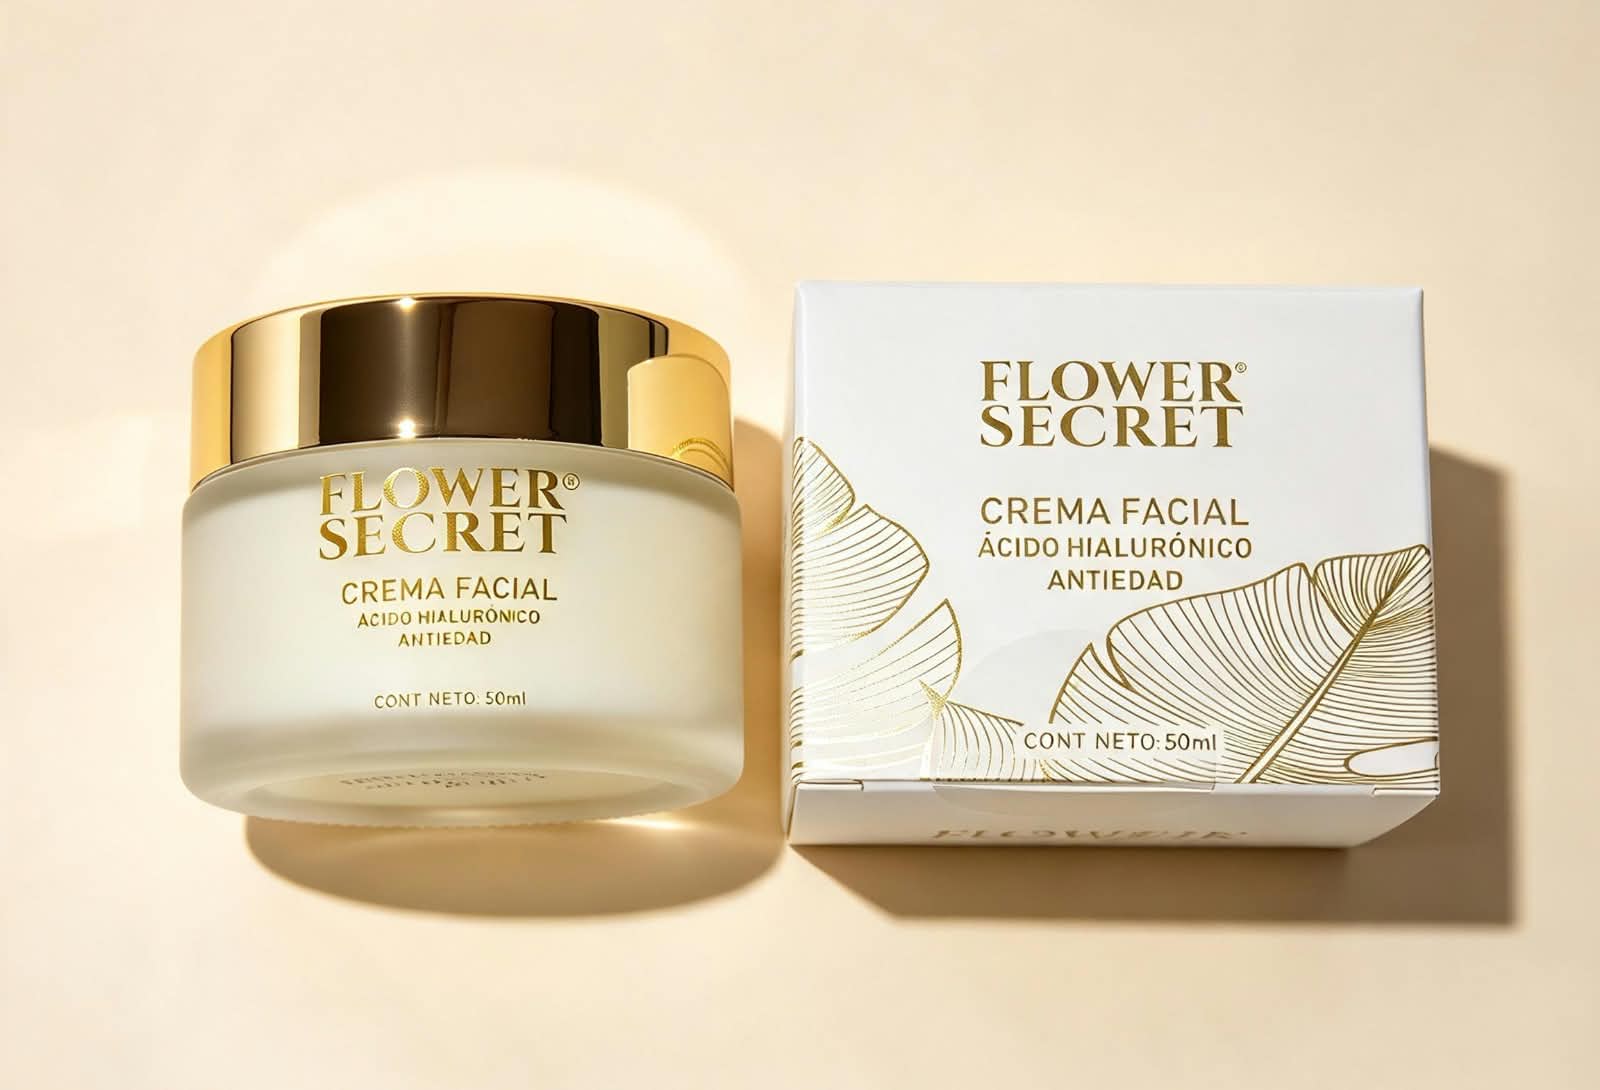 FLOWER®
SECRET
CREMA FACIAL
ÁCIDO HIALURÓNICO
ANTIEDAD
CONT NETO: 50ml
FLOWER®
SECRET
CREMA FACIAL
ÁCIDO HIALURÓNICO
ANTIEDAD
CONT NETO: 50ml
FLOWER